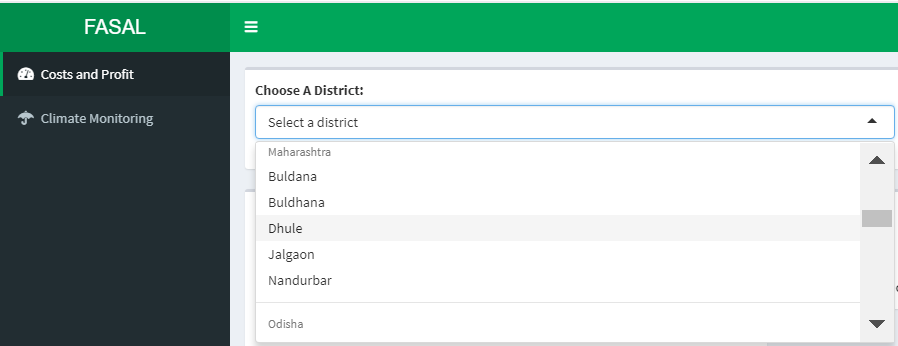 FASAL
Costs and Profit
Climate Monitoring
Choose A District:
Select a district
Maharashtra
Buldana
Buldhana
Dhule
Jalgaon
Nandurbar
Odisha